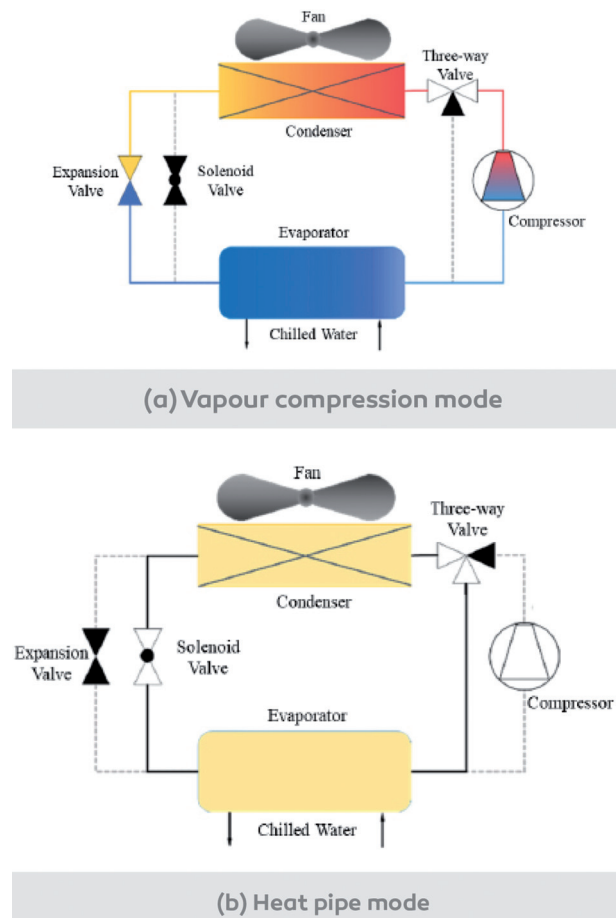 Fan
Three-way
Valve
Condenser
Expansion
Valve
Solenoid
Valve
Compressor
Evaporator
Chilled Water
(a) Vapour compression mode
Fan
Three-way
Valve
Condenser
Expansion
Valve
Solenoid
Valve
Compressor
Evaporator
Chilled Water
(b) Heat pipe mode